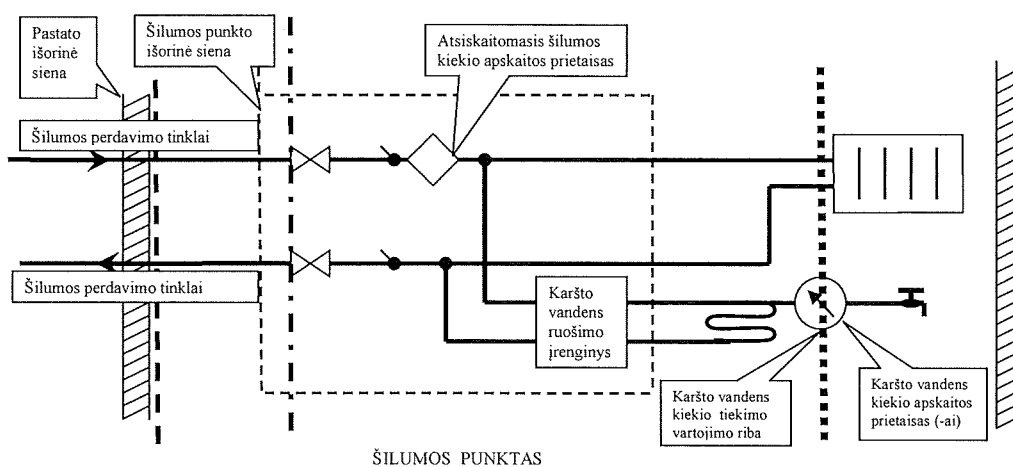 Pastato
išorinė
siena
Šilumos punkto
išorinė siena
Atsiskaitomasis šilumos
kiekio apskaitos prietaisas
Šilumos perdavimo tinklai
Šilumos perdavimo tinklai
Karšto
vandens
ruošimo
įrenginys
Karšto vandens
kiekio tiekimo
vartojimo riba
Karšto vandens
kiekio apskaitos
prietaisas (-ai)
ŠILUMOS PUNKTAS